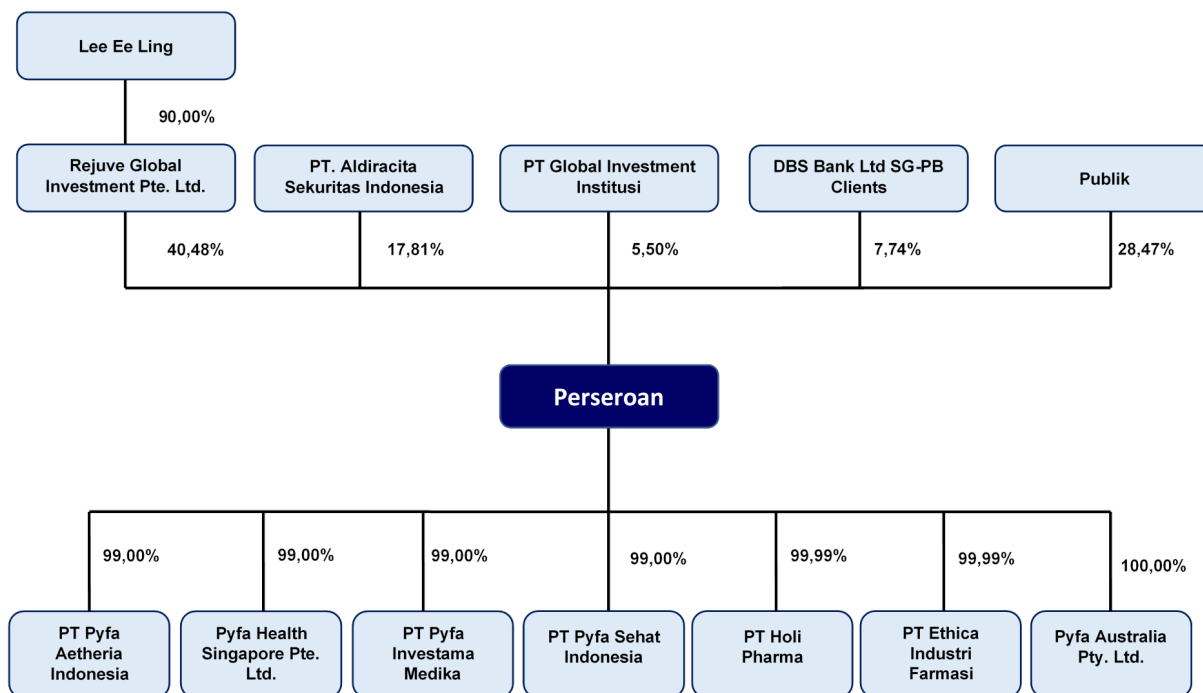 Lee Ee Ling
90,00%
Rejuve Global
Investment Pte. Ltd.
PT. Aldiracita
Sekuritas Indonesia
PT Global Investment
Institusi
DBS Bank Ltd SG-PB
Clients
Publik
40,48%
17,81%
5,50%
7,74%
28,47%
Perseroan
99,00%
99,00%
99,00%
99,00%
99,99%
99,99%
100,00%
PT Pyfa
Aetheria
Indonesia
Pyfa Health
Singapore Pte.
Ltd.
PT Pyfa
Investama
Medika
PT Pyfa Sehat
Indonesia
PT Holi
Pharma
PT Ethica
Industri
Farmasi
Pyfa Australia
Pty. Ltd.